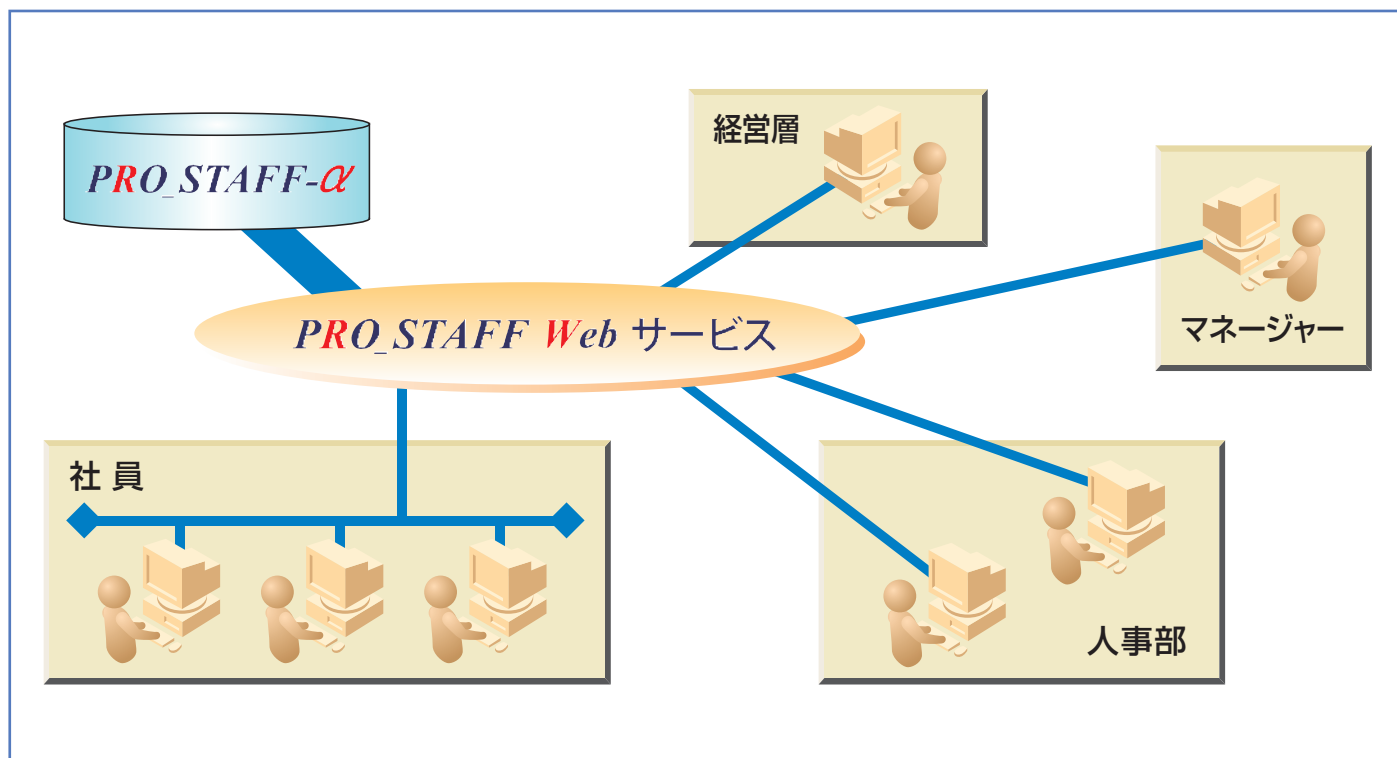 PRO_STAFF-α
経営層
マネージャー
PRO_STAFF Web サービス
社 員
人事部